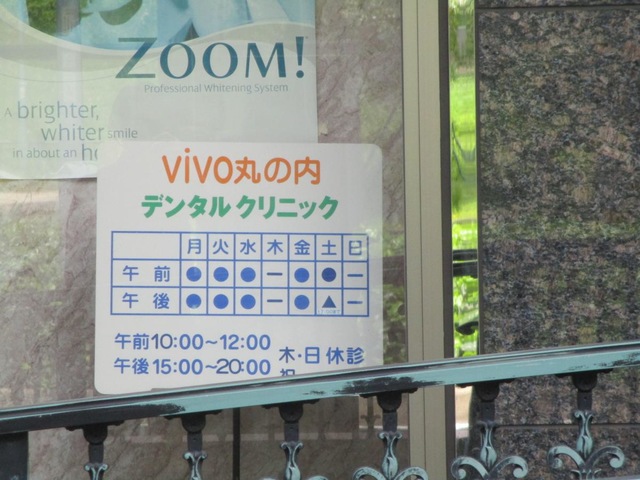 ZOOM!
Professional Whitening System
A brighter,
whiter smile
in about an
vivo丸の内
デンタルクリニック
月 火 水 木 金 土 日
午前 ● ● ● ー ● ● ー
午後 ● ● ● ー ● ▲ ー
午前10:00～12:00
午後15:00～20:00
木・日
休診